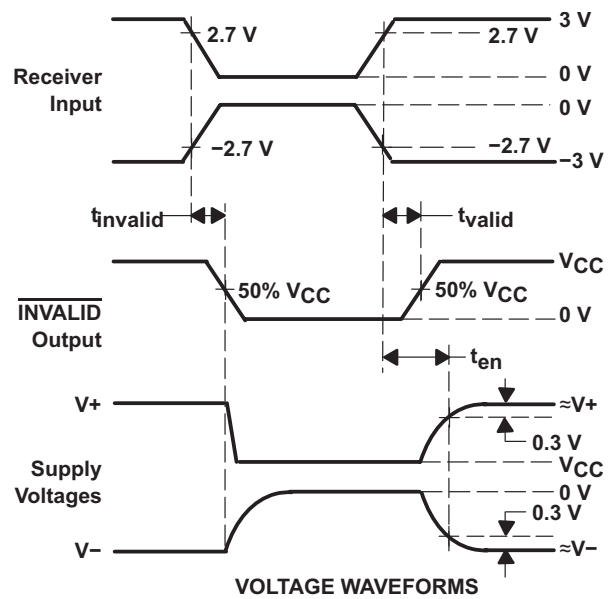 3 V
2.7 V
2.7 V
Receiver
Input
0 V
0 V
−2.7 V
−2.7 V
−3 V
tinvalid
tvalid
VCC
50% VCC
50% VCC
INVALID
Output
0 V
ten
V+
≈V+
0.3 V
Supply
Voltages
VCC
0 V
0.3 V
V−
≈V−
VOLTAGE WAVEFORMS